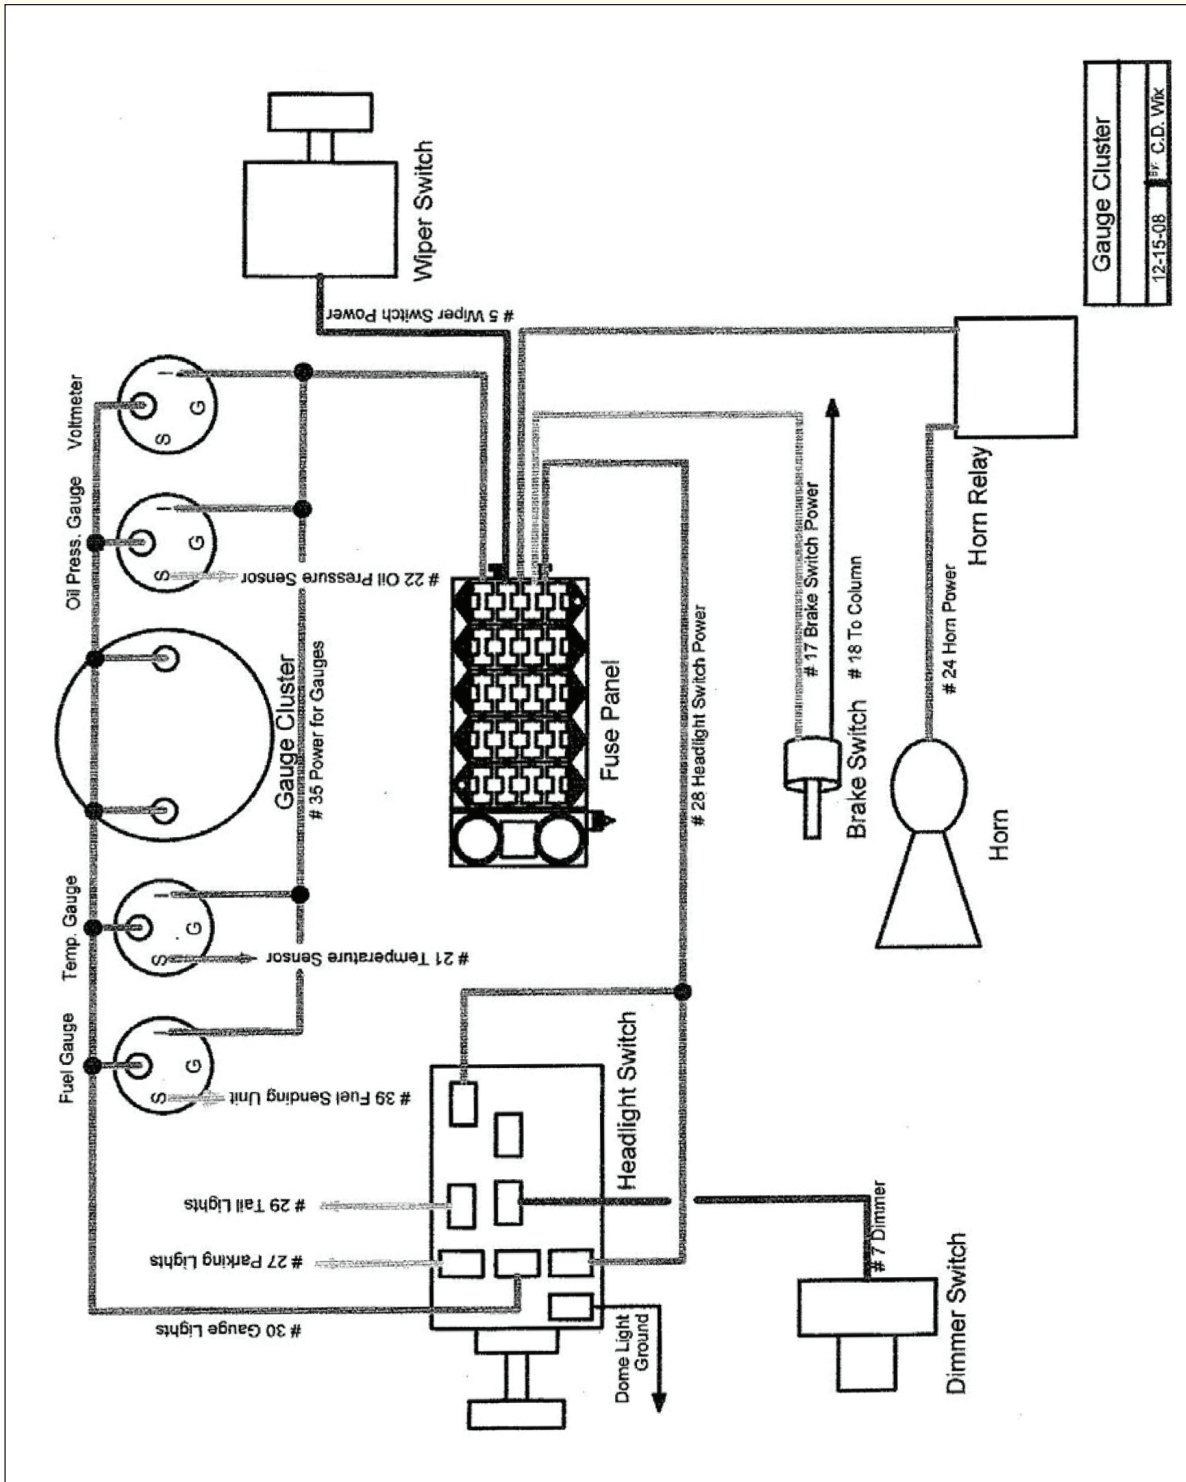 Fuel Gauge
Temp. Gauge
Oil Press. Gauge
Voltmeter
S
I
G
S
I
G
S
I
G
S
I
G
Gauge Cluster
# 35 Power for Gauges
# 39 Fuel Sending Unit
# 21 Temperature Sensor
# 22 Oil Pressure Sensor
# 5 Wiper Switch Power
Wiper Switch
# 30 Gauge Lights
# 27 Parking Lights
# 29 Tail Lights
Headlight Switch
Fuse Panel
Dome Light
Ground
# 28 Headlight Switch Power
# 7 Dimmer
Dimmer Switch
# 17 Brake Switch Power
Brake Switch
# 18 To Column
# 24 Horn Power
Horn
Horn Relay
Gauge Cluster
12-15-08
BY: C.D. Wix